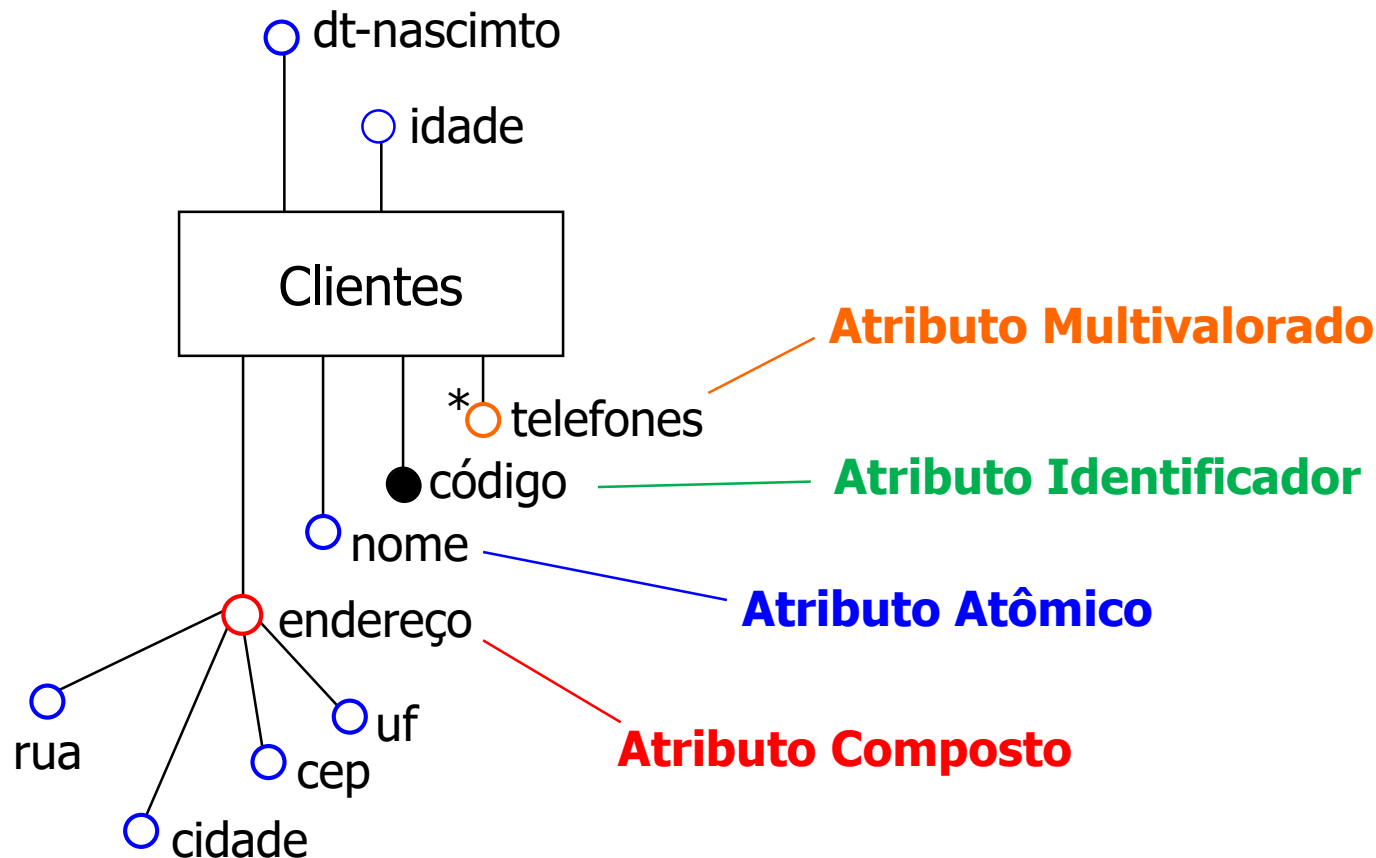 dt-nascimto
idade
Clientes
Atributo Multivalorado
* telefones
código
Atributo Identificador
nome
Atributo Atômico
endereço
uf
rua
Atributo Composto
cep
cidade